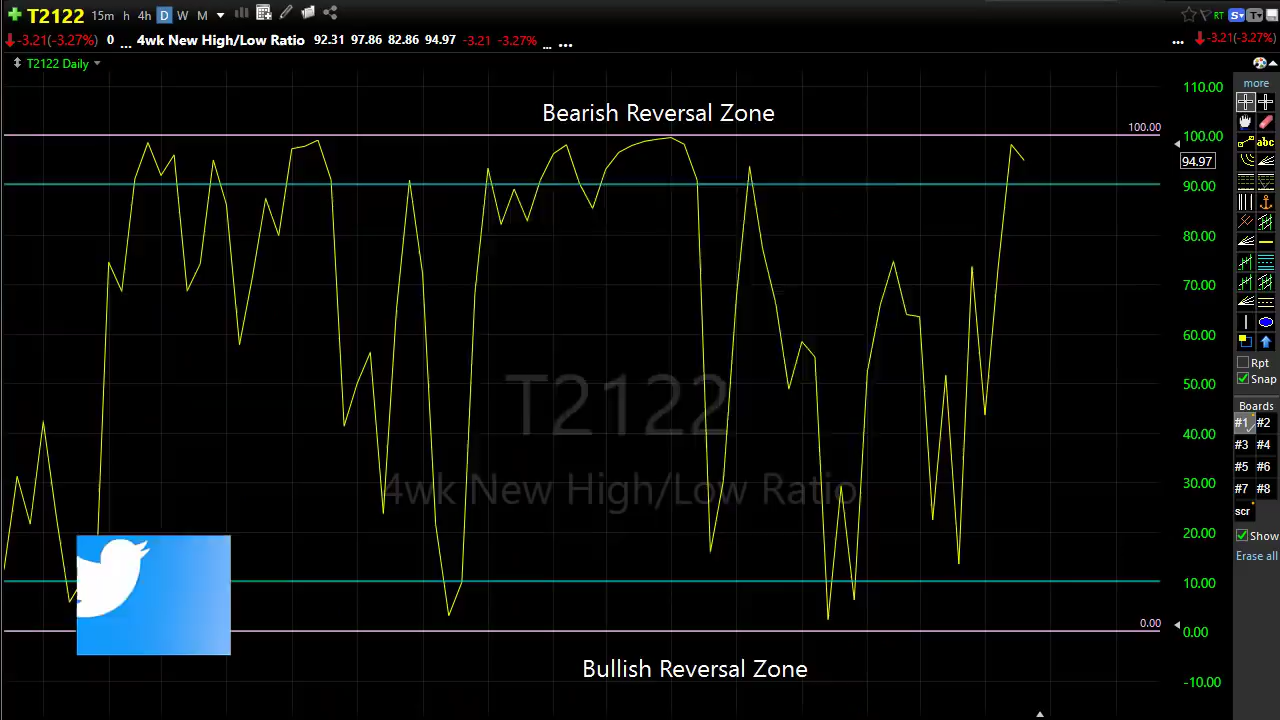 T2122 15m h 4h D W M RT S T
-3.21(-3.27%) 0 ... 4wk New High/Low Ratio 92.31 97.86 82.86 94.97 -3.21 -3.27% ... ... ... -3.21(-3.27%)
T2122 Daily
more
110.00
Bearish Reversal Zone
100.00 100.00
abc
94.97
90.00
80.00
70.00
60.00
Rpt
Snap
50.00
T2122
Boards
#1 #2
40.00
#3 #4
#5 #6
30.00
4wk New High/Low Ratio
#7 #8
scr
20.00
Show
Erase all
10.00
0.00 0.00
Bullish Reversal Zone
-10.00